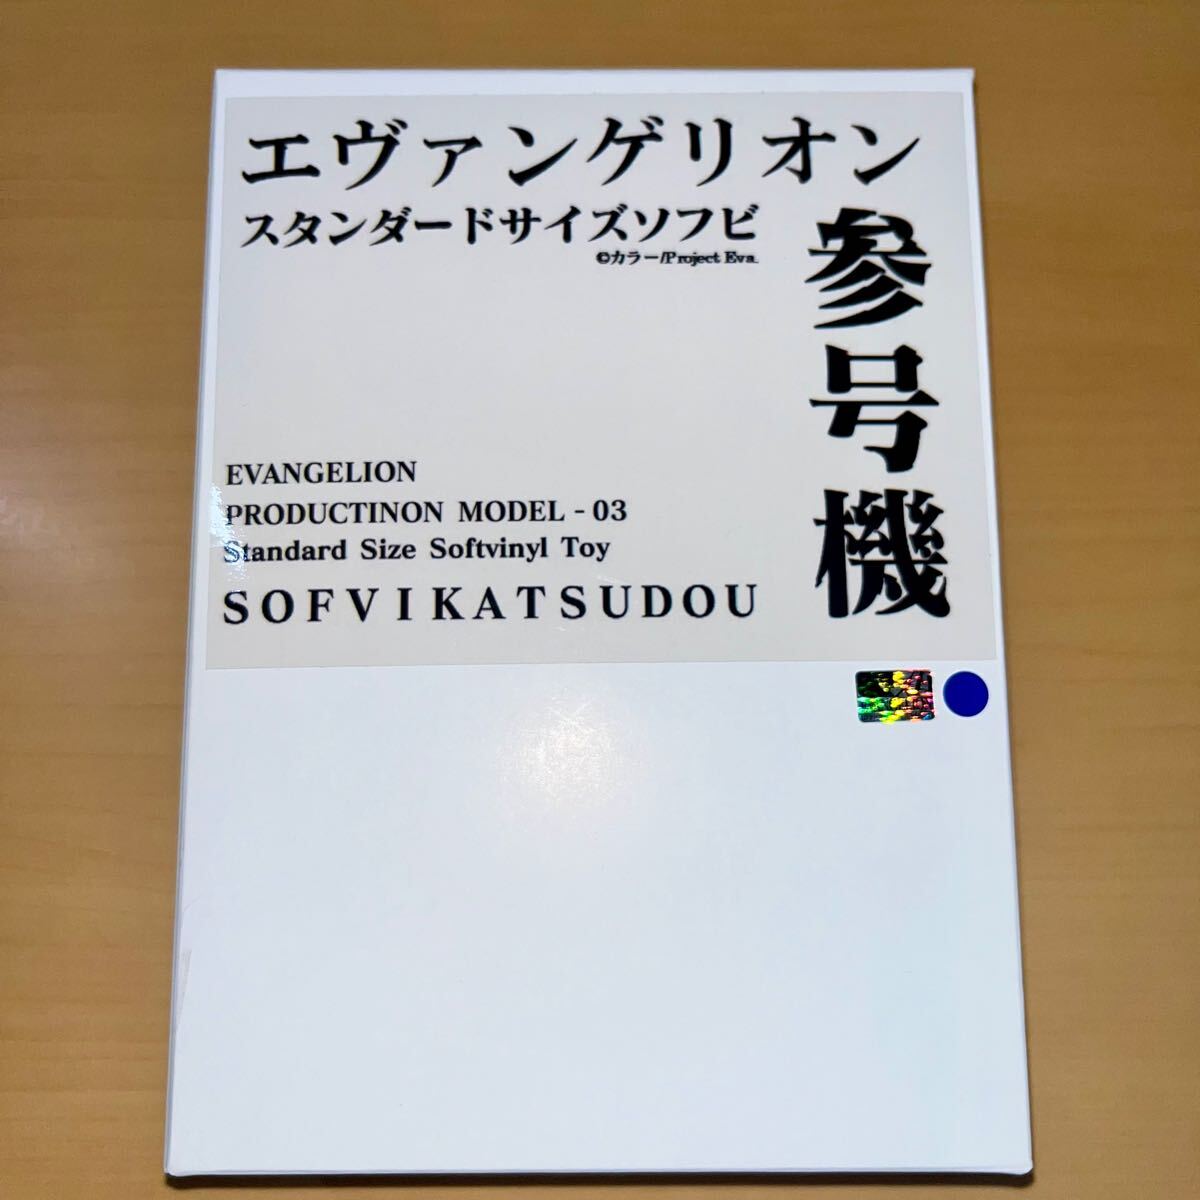 エヴァンゲリオン
スタンダードサイズソフビ
©カラー/Project Eva.
参号機
EVANGELION
PRODUCTINON MODEL - 03
Standard Size Softvinyl Toy
SOFVIKATSUDOU